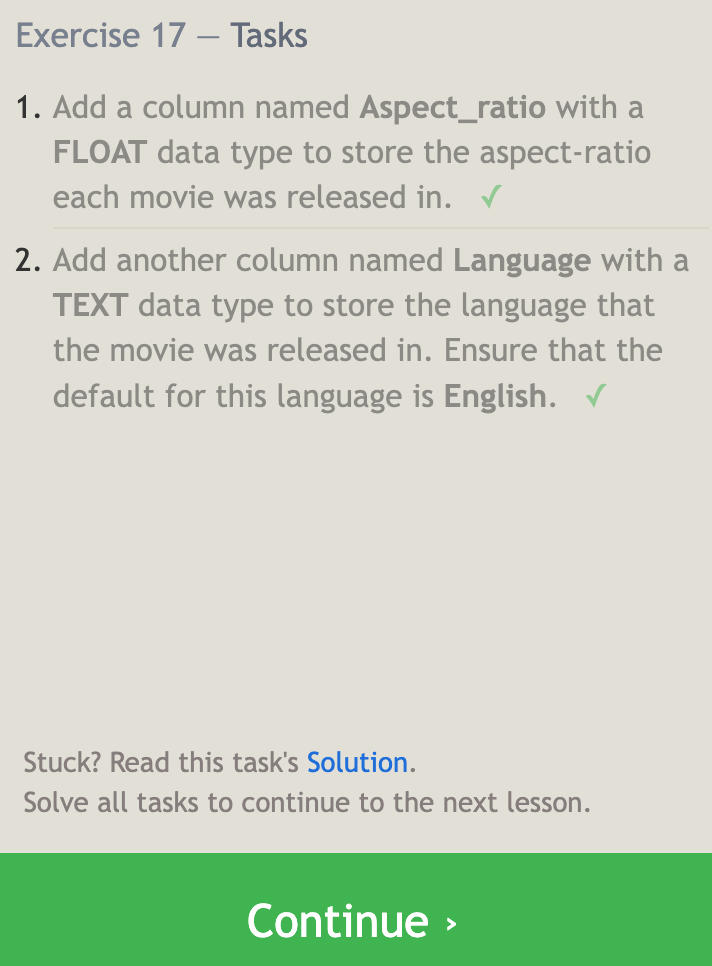 Exercise 17 — Tasks
1. Add a column named Aspect_ratio with a
FLOAT data type to store the aspect-ratio
each movie was released in. ✓
2. Add another column named Language with a
TEXT data type to store the language that
the movie was released in. Ensure that the
default for this language is English. ✓
Stuck? Read this task's Solution.
Solve all tasks to continue to the next lesson.
Continue ›